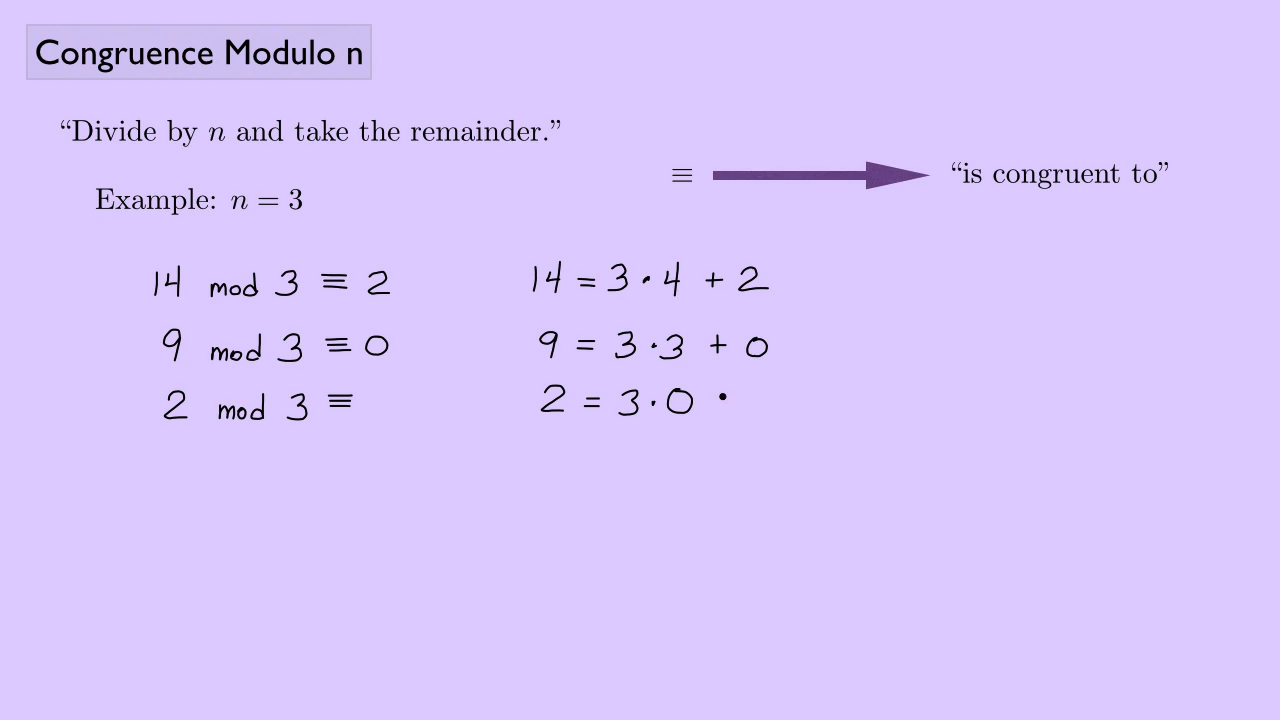 Congruence Modulo n
“Divide by n and take the remainder.”
≡ “is congruent to”
Example: n = 3
14 mod 3 ≡ 2
14 = 3 · 4 + 2
9 mod 3 ≡ 0
9 = 3 · 3 + 0
2 mod 3 ≡
2 = 3 · 0 ·